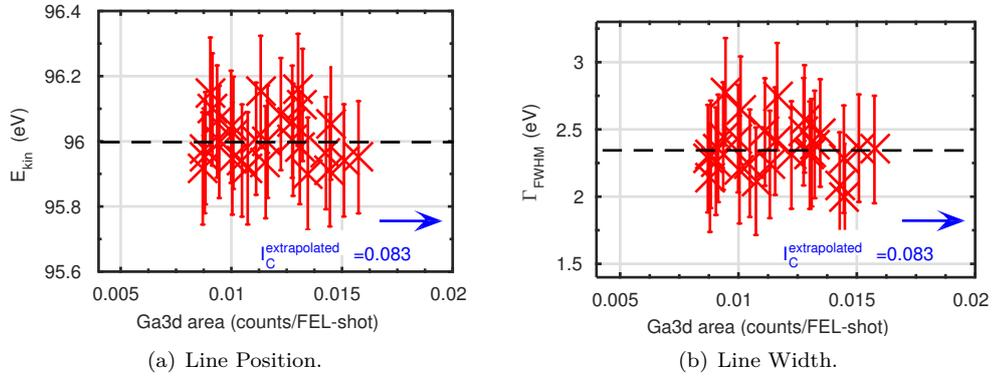 96.4
96.2
96
95.8
95.6
E_kin (eV)
I_C^extrapolated =0.083
0.005 0.01 0.015 0.02
Ga3d area (counts/FEL-shot)
(a) Line Position.
3
2.5
2
1.5
Γ_FWHM (eV)
I_C^extrapolated =0.083
0.005 0.01 0.015 0.02
Ga3d area (counts/FEL-shot)
(b) Line Width.